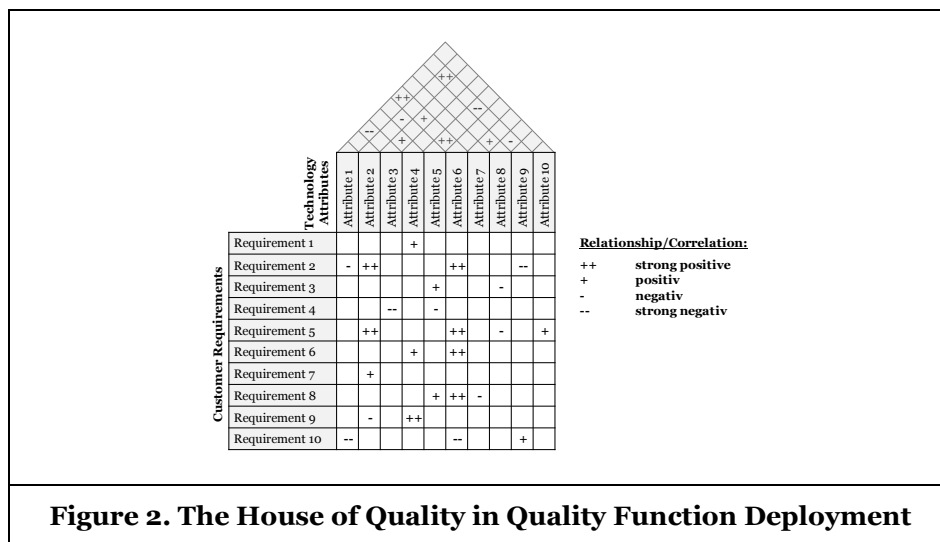 ++
++
--
- +
--
+ ++ + -
Technology
Attributes
Attribute 1
Attribute 2
Attribute 3
Attribute 4
Attribute 5
Attribute 6
Attribute 7
Attribute 8
Attribute 9
Attribute 10
Customer Requirements
Requirement 1 +
Requirement 2 - ++ ++ --
Requirement 3 + -
Requirement 4 -- -
Requirement 5 ++ ++ - +
Requirement 6 + ++
Requirement 7 +
Requirement 8 + ++ -
Requirement 9 - ++
Requirement 10 -- -- +
Relationship/Correlation:
++ strong positive
+ positiv
- negativ
-- strong negativ
Figure 2. The House of Quality in Quality Function Deployment